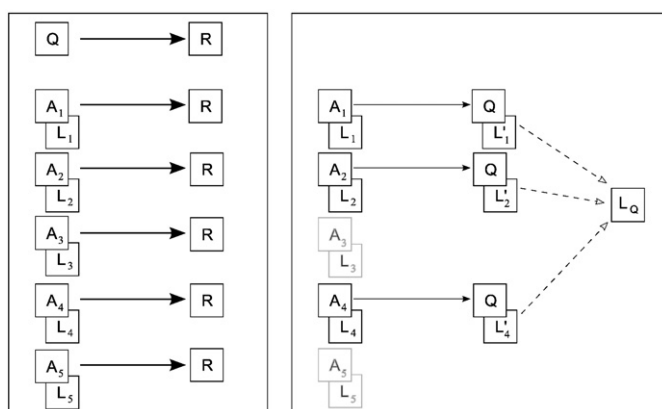 Q R
A1 R
L1
A2 R
L2
A3 R
L3
A4 R
L4
A5 R
L5
A1 Q
L1 L'1
A2 Q
L2 L'2
LQ
A3
L3
A4 Q
L4 L'4
A5
L5